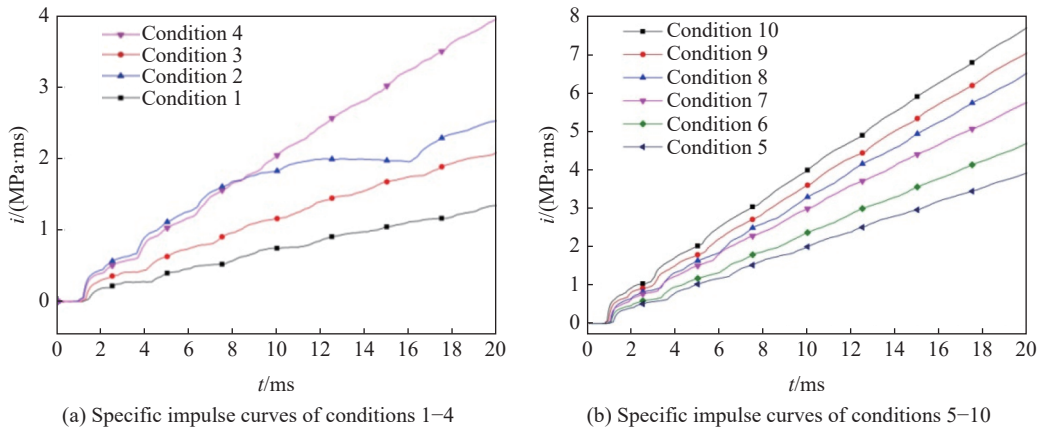 4
3
2
1
0
i/(MPa·ms)
Condition 4
Condition 3
Condition 2
Condition 1
0 2 4 6 8 10 12 14 16 18 20
t/ms
(a) Specific impulse curves of conditions 1−4
8
7
6
5
4
3
2
1
0
i/(MPa·ms)
Condition 10
Condition 9
Condition 8
Condition 7
Condition 6
Condition 5
0 2 4 6 8 10 12 14 16 18 20
t/ms
(b) Specific impulse curves of conditions 5−10